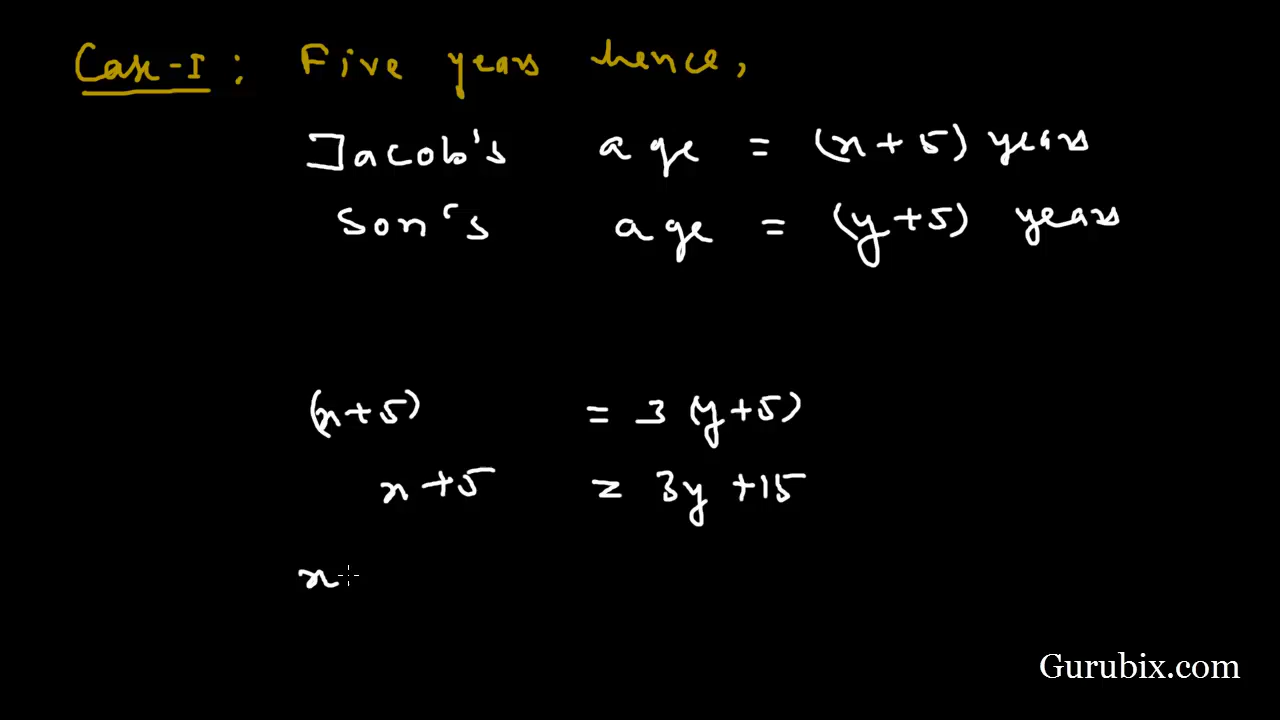 Case-I: Five years hence,
Jacob's age = (x+5) years
Son's age = (y+5) years
(x+5) = 3 (y+5)
x+5 = 3y +15
x
Gurubix.com